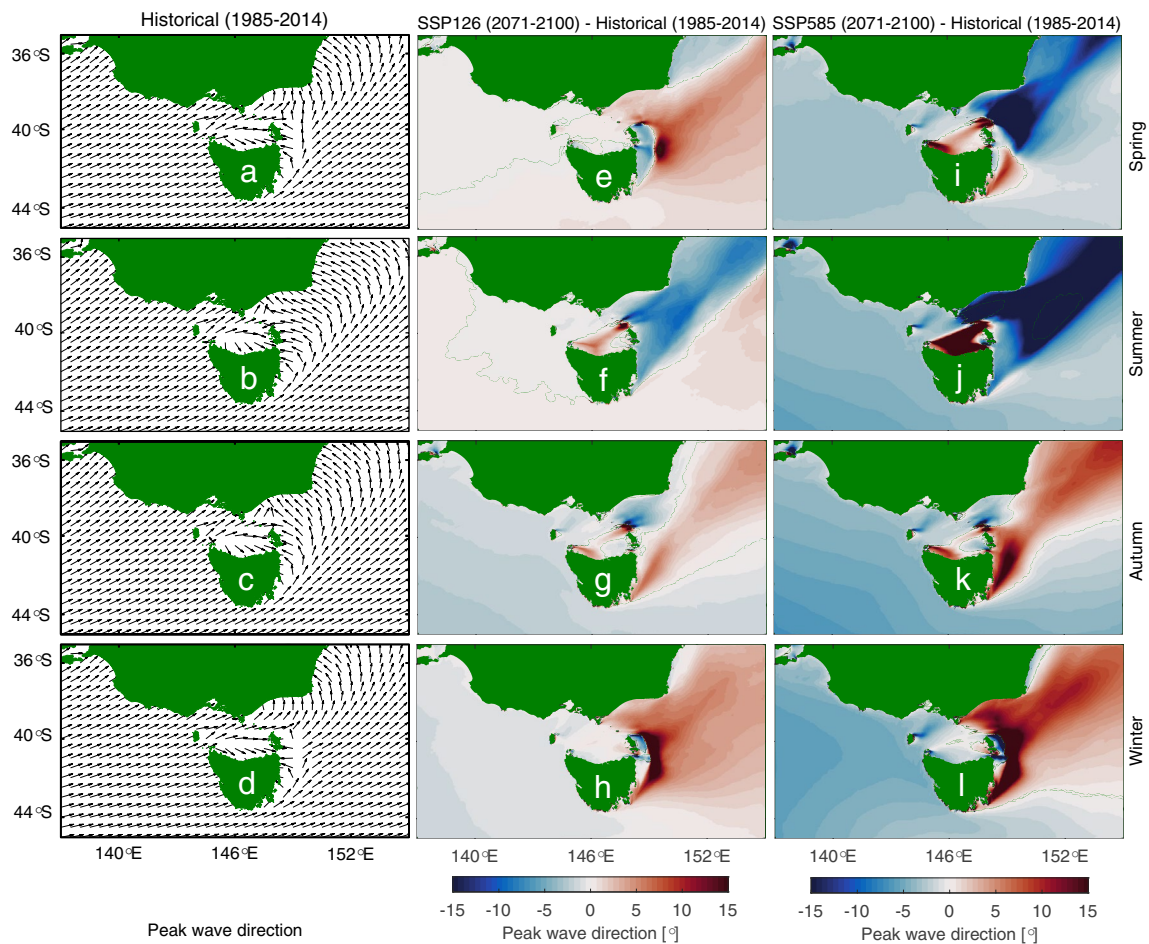 Historical (1985-2014)
SSP126 (2071-2100) - Historical (1985-2014)
SSP585 (2071-2100) - Historical (1985-2014)
36°S
40°S
44°S
a
e
i
Spring
36°S
40°S
44°S
b
f
j
Summer
36°S
40°S
44°S
c
g
k
Autumn
36°S
40°S
44°S
d
h
l
Winter
140°E 146°E 152°E
140°E 146°E 152°E
140°E 146°E 152°E
-15 -10 -5 0 5 10 15
-15 -10 -5 0 5 10 15
Peak wave direction
Peak wave direction [°]
Peak wave direction [°]